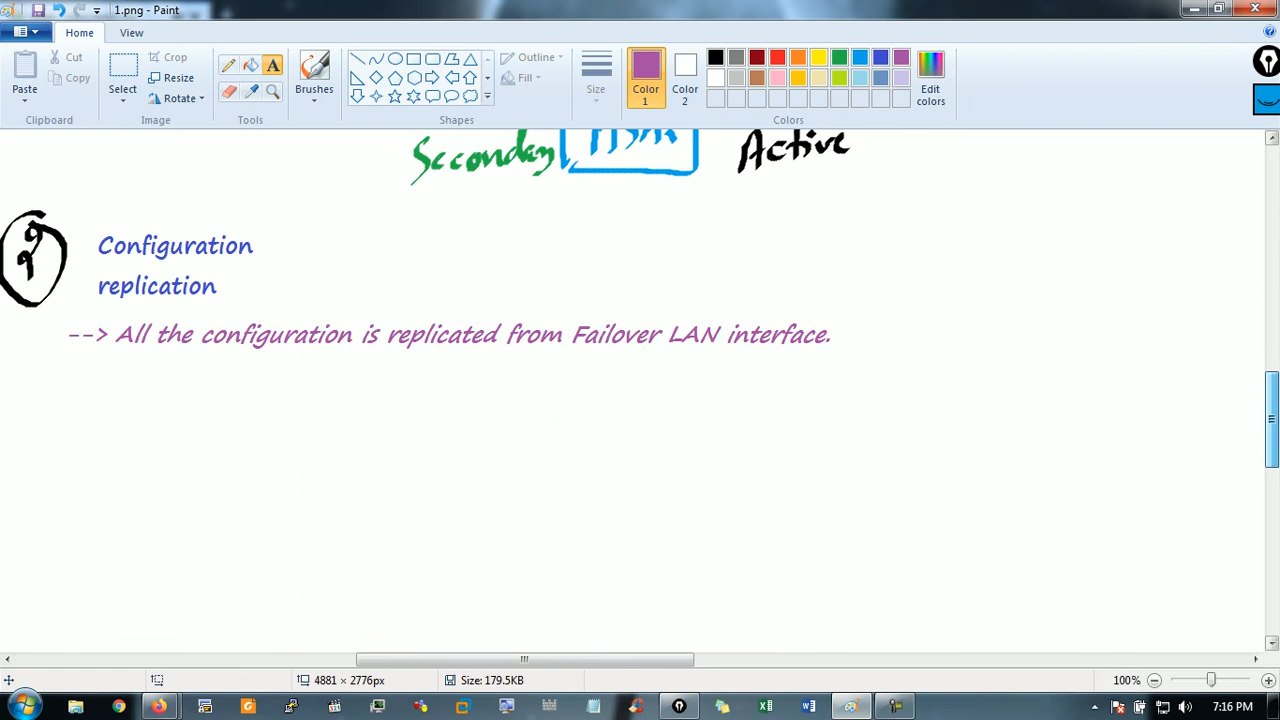 1.png - Paint
Home
View
Paste
Cut
Copy
Clipboard
Select
Crop
Resize
Rotate
Image
Tools
Brushes
Shapes
Outline
Fill
Size
Color 1
Color 2
Edit colors
Colors
Secondary
Active
Configuration
replication
--> All the configuration is replicated from Failover LAN interface.
4881 × 2776px
Size: 179.5KB
100%
7:16 PM